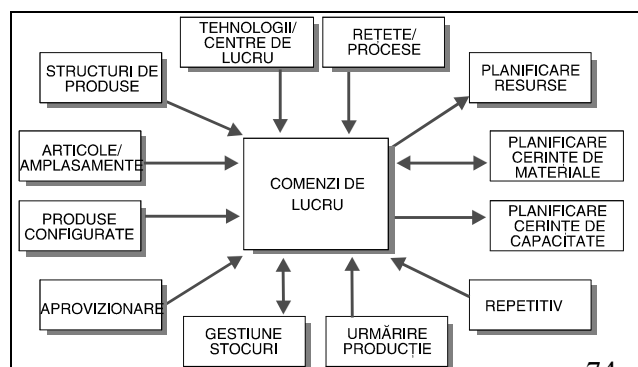 TEHNOLOGII/
CENTRE DE
LUCRU
REȚETE/
PROCESE
STRUCTURI DE
PRODUSE
PLANIFICARE
RESURSE
ARTICOLE/
AMPLASAMENTE
COMENZI DE
LUCRU
PLANIFICARE
CERINȚE DE
MATERIALE
PRODUSE
CONFIGURATE
PLANIFICARE
CERINȚE DE
CAPACITATE
APROVIZIONARE
GESTIUNE
STOCURI
URMĂRIRE
PRODUCȚIE
REPETITIV